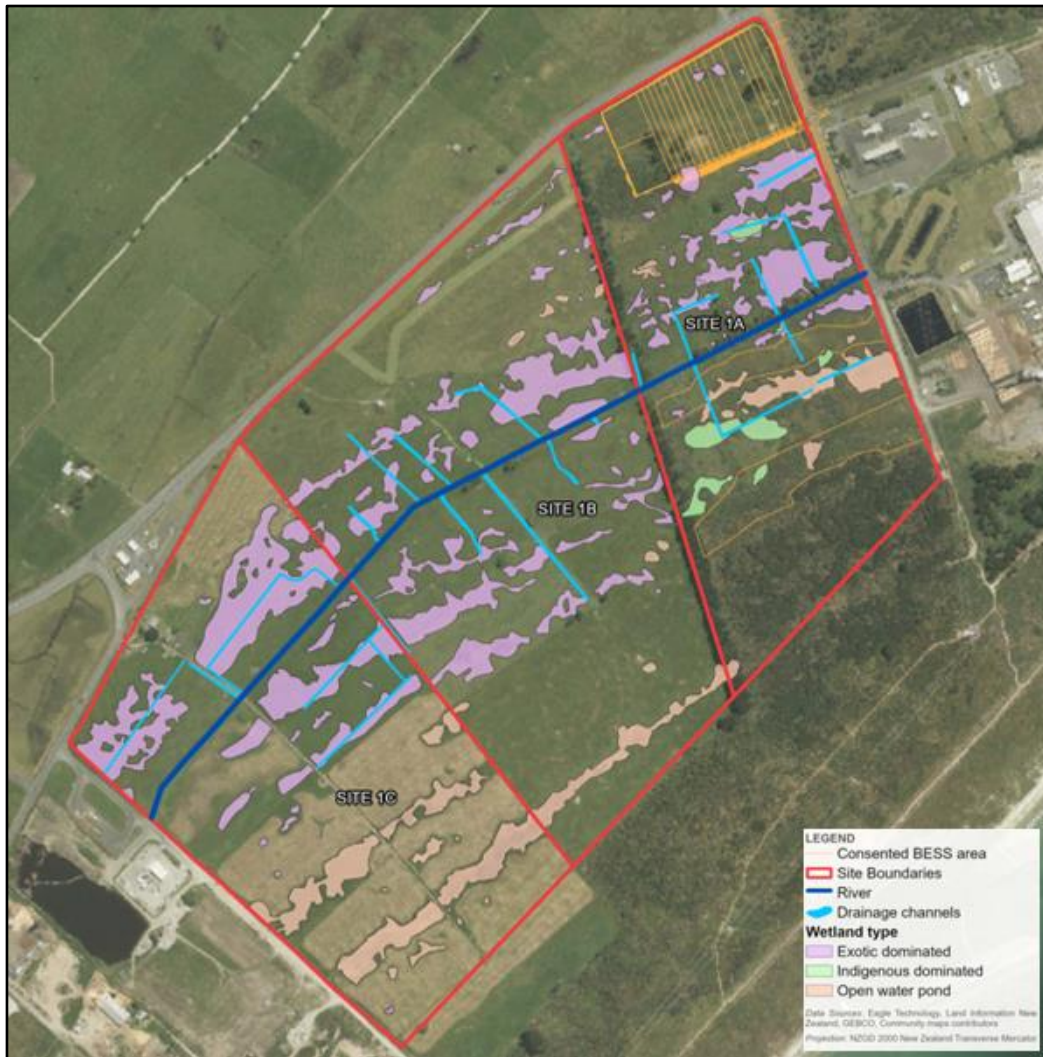 SITE 1A
SITE 1B
SITE 1C
LEGEND
Consented BESS area
Site Boundaries
River
Drainage channels
Wetland type
Exotic dominated
Indigenous dominated
Open water pond
Data Sources: Eagle Technology, Land Information New
Zealand, GEBCO, Community maps contributors
Projection: NZGD 2000 New Zealand Transverse Mercator